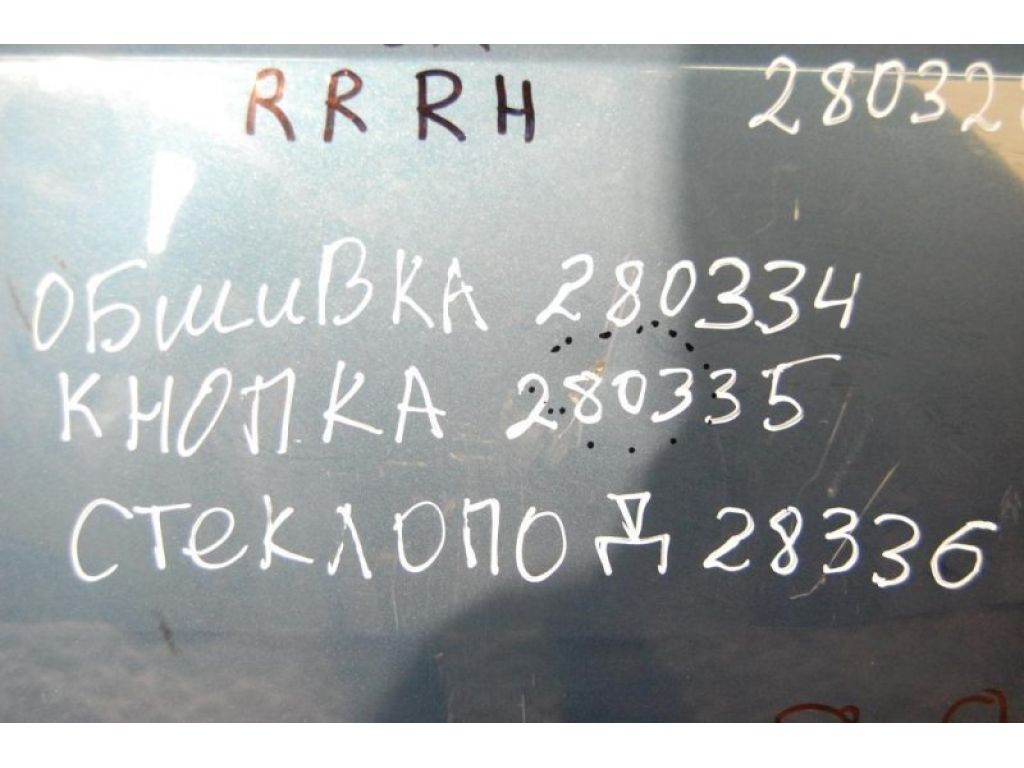 RR RH 28032
ОБШИВКА 280334
КНОПКА 280335
СТЕКЛОПОД 28336